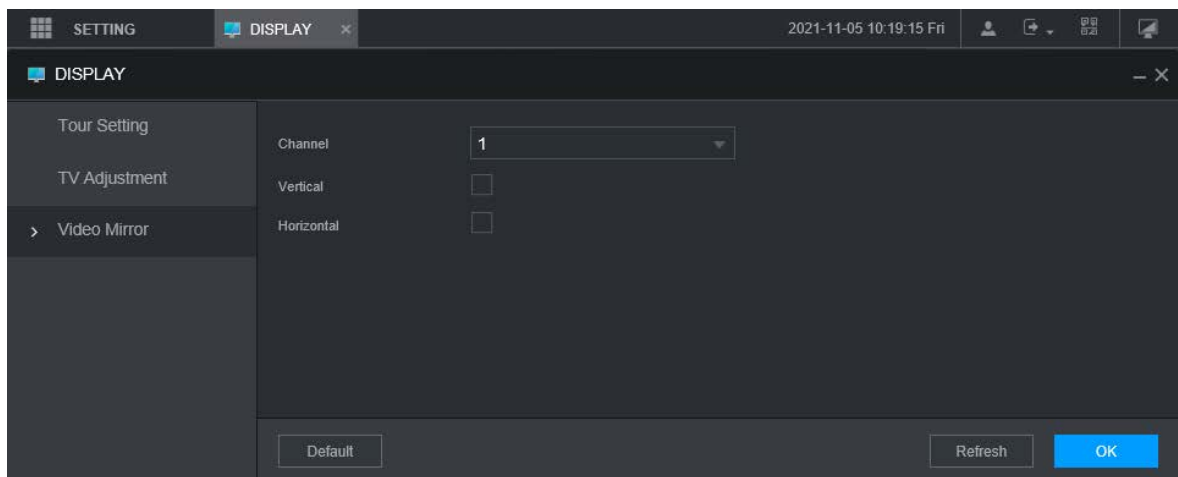 SETTING DISPLAY × 2021-11-05 10:19:15 Fri
DISPLAY
Tour Setting
TV Adjustment
Video Mirror
Channel 1
Vertical
Horizontal
Default Refresh OK